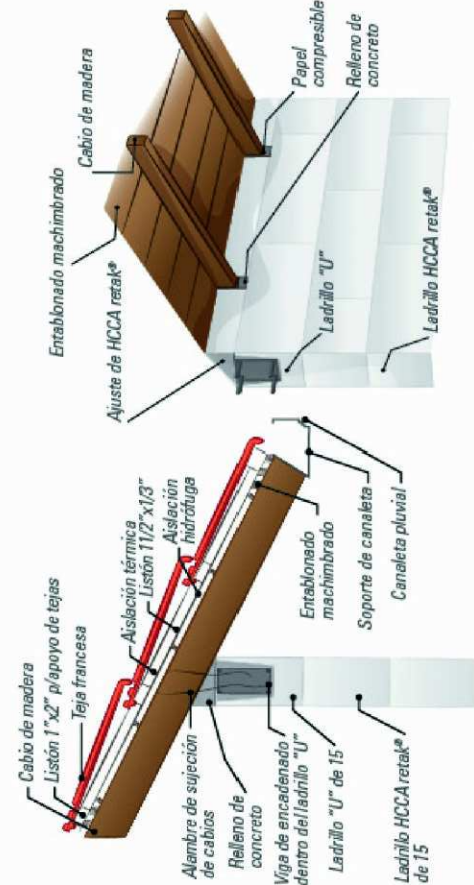 Cabio de madera
Listón 1"x2" p/apoyo de tejas
Teja francesa
Aislación térmica
Listón 11/2"x1/3"
Aislación
hidrófuga
Alambre de sujeción
de cabios
Relleno de
concreto
Viga de encadenado
dentro del ladrillo "U"
Ladrillo "U" de 15
Ladrillo HCCA retak®
de 15
Entablonado
machimbrado
Soporte de canaleta
Canaleta pluvial
Entablonado machimbrado
Cabio de madera
Ajuste de HCCA retak®
Papel
compresible
Relleno de
concreto
Ladrillo "U"
Ladrillo HCCA retak®